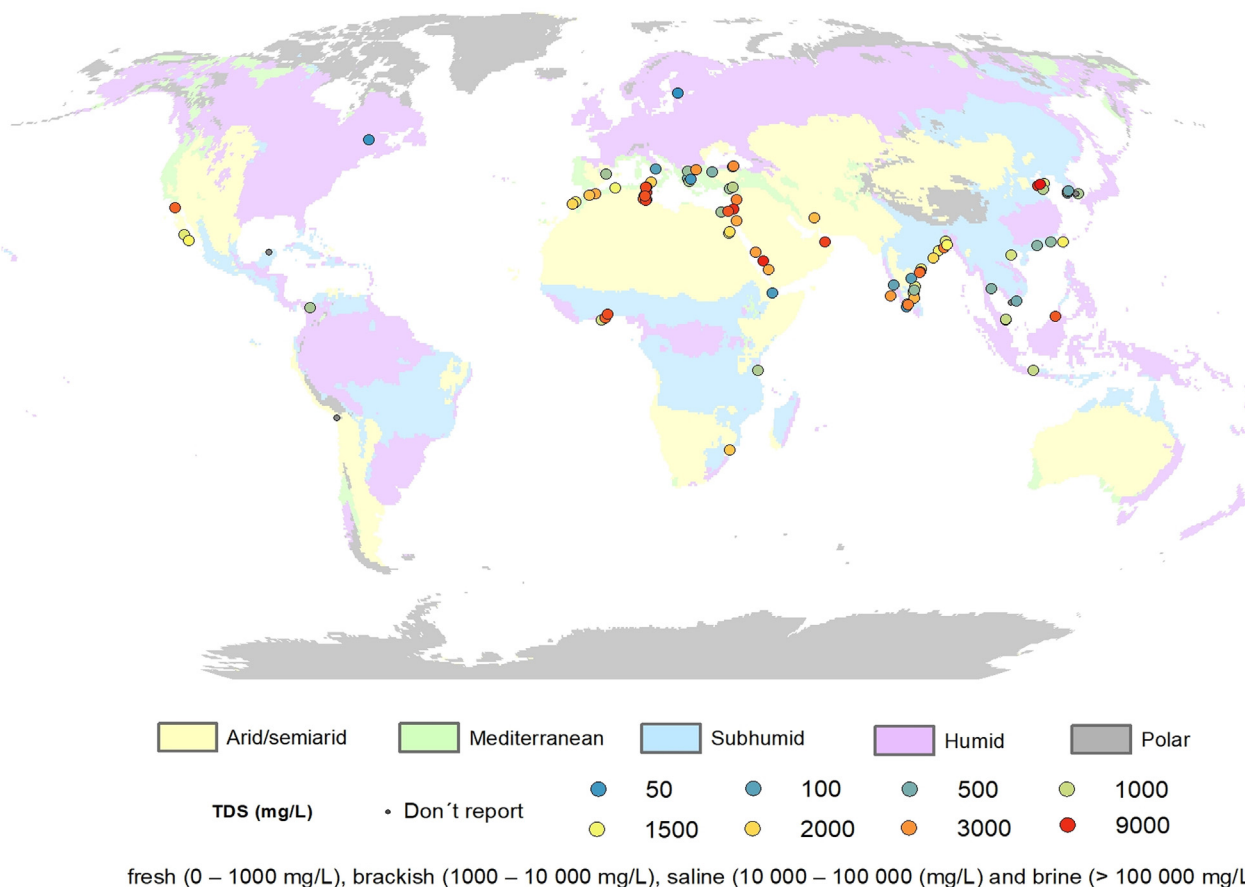 Arid/semiarid Mediterranean Subhumid Humid Polar
50 100 500 1000
TDS (mg/L) Don´t report
1500 2000 3000 9000
fresh (0 – 1000 mg/L), brackish (1000 – 10 000 mg/L), saline (10 000 – 100 000 (mg/L) and brine (> 100 000 mg/L